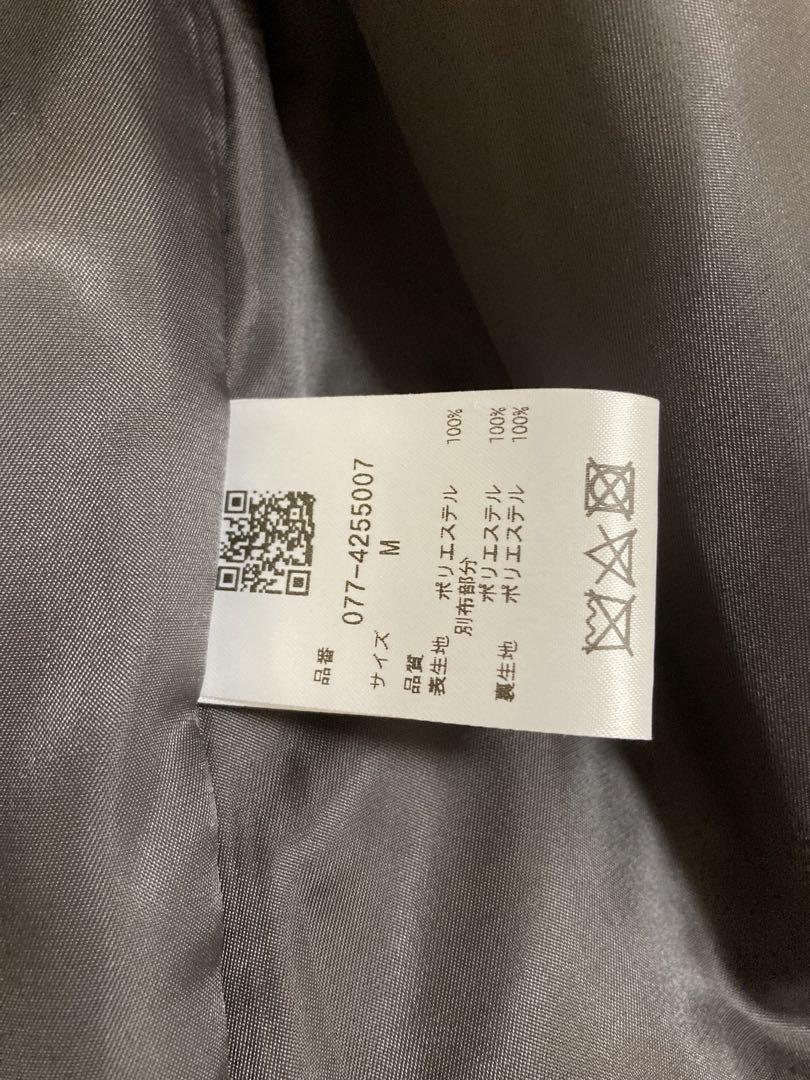 品番
077-4255007
サイズ M
品質
表生地 ポリエステル 100%
別布部分
ポリエステル 100%
裏生地 ポリエステル 100%